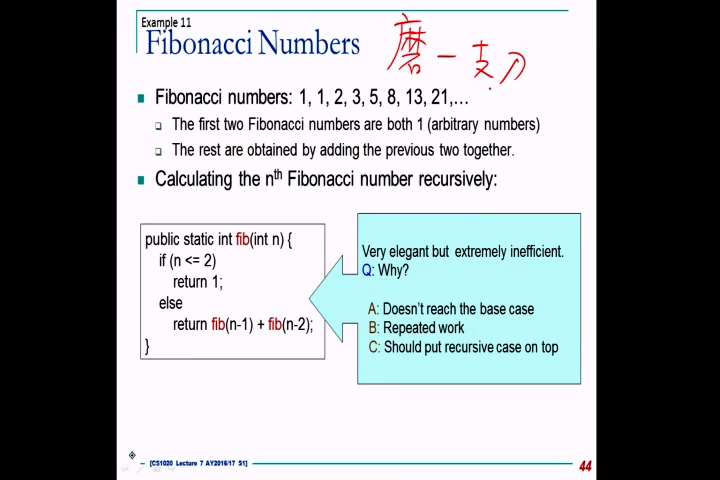 Example 11
Fibonacci Numbers
磨一支刀
Fibonacci numbers: 1, 1, 2, 3, 5, 8, 13, 21,…
The first two Fibonacci numbers are both 1 (arbitrary numbers)
The rest are obtained by adding the previous two together.
Calculating the nth Fibonacci number recursively:
public static int fib(int n) {
if (n <= 2)
return 1;
else
return fib(n-1) + fib(n-2);
}
Very elegant but extremely inefficient.
Q: Why?
A: Doesn't reach the base case
B: Repeated work
C: Should put recursive case on top
[CS1020 Lecture 7 AY2016/17 S1]
44